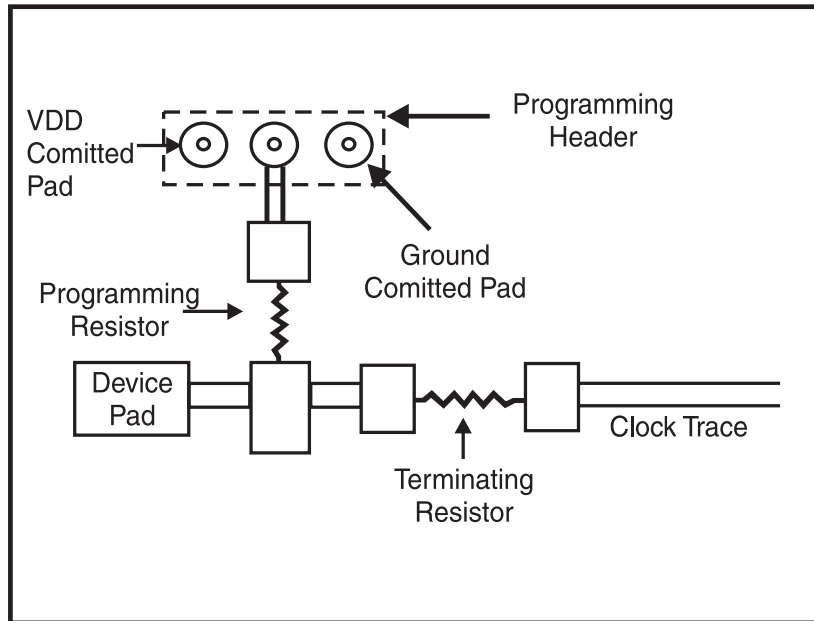 VDD
Comitted
Pad
Programming
Header
Ground
Comitted Pad
Programming
Resistor
Device
Pad
Clock Trace
Terminating
Resistor